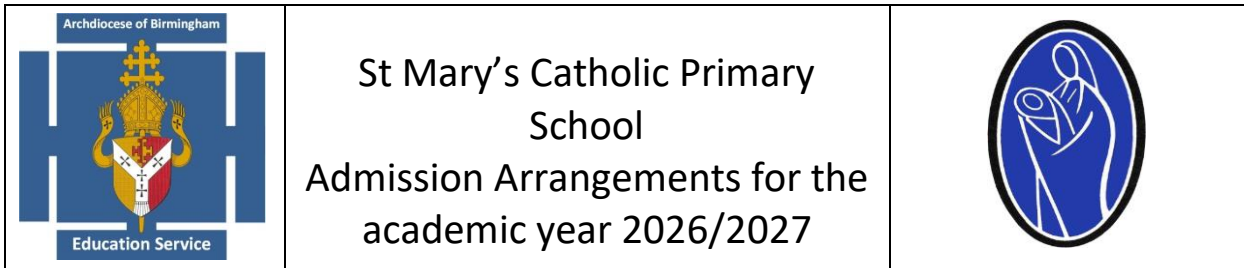 Archdiocese of Birmingham
Education Service
St Mary’s Catholic Primary
School
Admission Arrangements for the
academic year 2026/2027